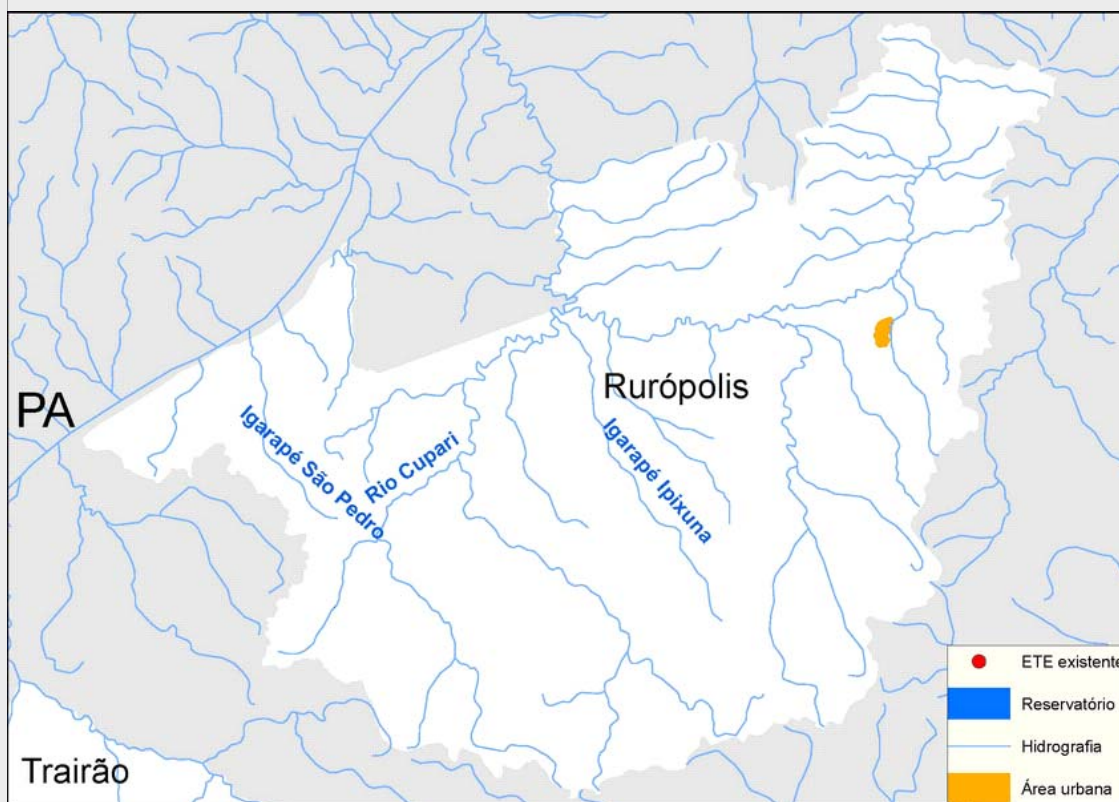 Rurópolis
PA
Igarapé São Pedro
Rio Cupari
Igarapé Ipixuna
Trairão
ETE existente
Reservatório
Hidrografia
Área urbana